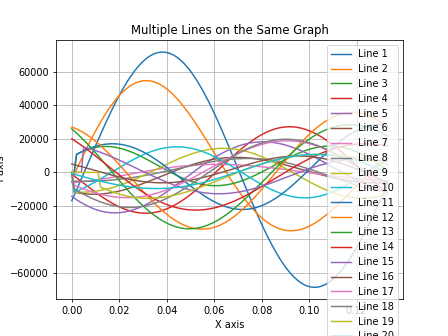 Multiple Lines on the Same Graph
60000
40000
20000
0
−20000
−40000
−60000
0.00
0.02
0.04
0.06
0.08
0.10
X axis
Line 1
Line 2
Line 3
Line 4
Line 5
Line 6
Line 7
Line 8
Line 9
Line 10
Line 11
Line 12
Line 13
Line 14
Line 15
Line 16
Line 17
Line 18
Line 19
Line 20